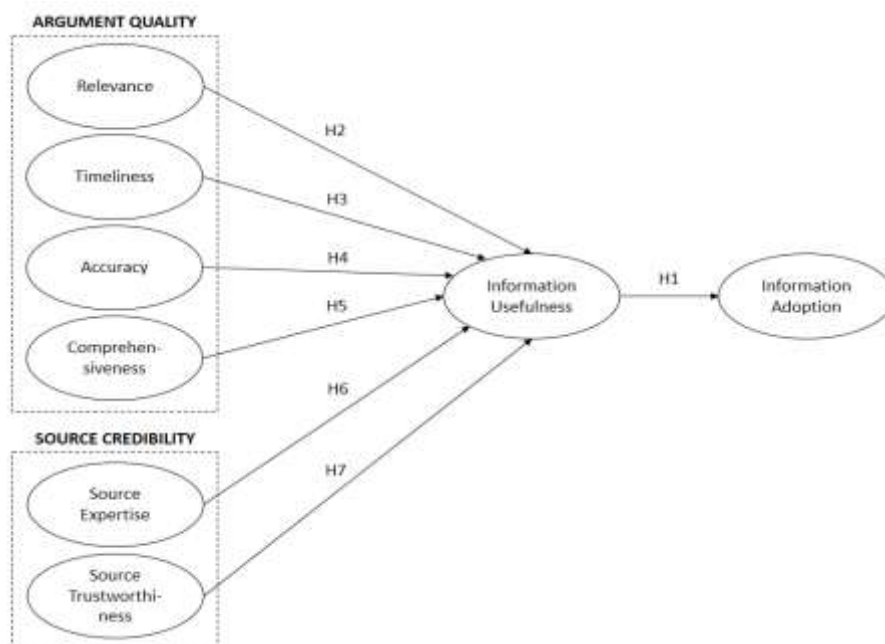 ARGUMENT QUALITY
Relevance
H2
Timeliness
H3
Accuracy
H4
Information
Usefulness
H1
Information
Adoption
H5
Comprehen-
siveness
H6
SOURCE CREDIBILITY
H7
Source
Expertise
Source
Trustworthi-
ness